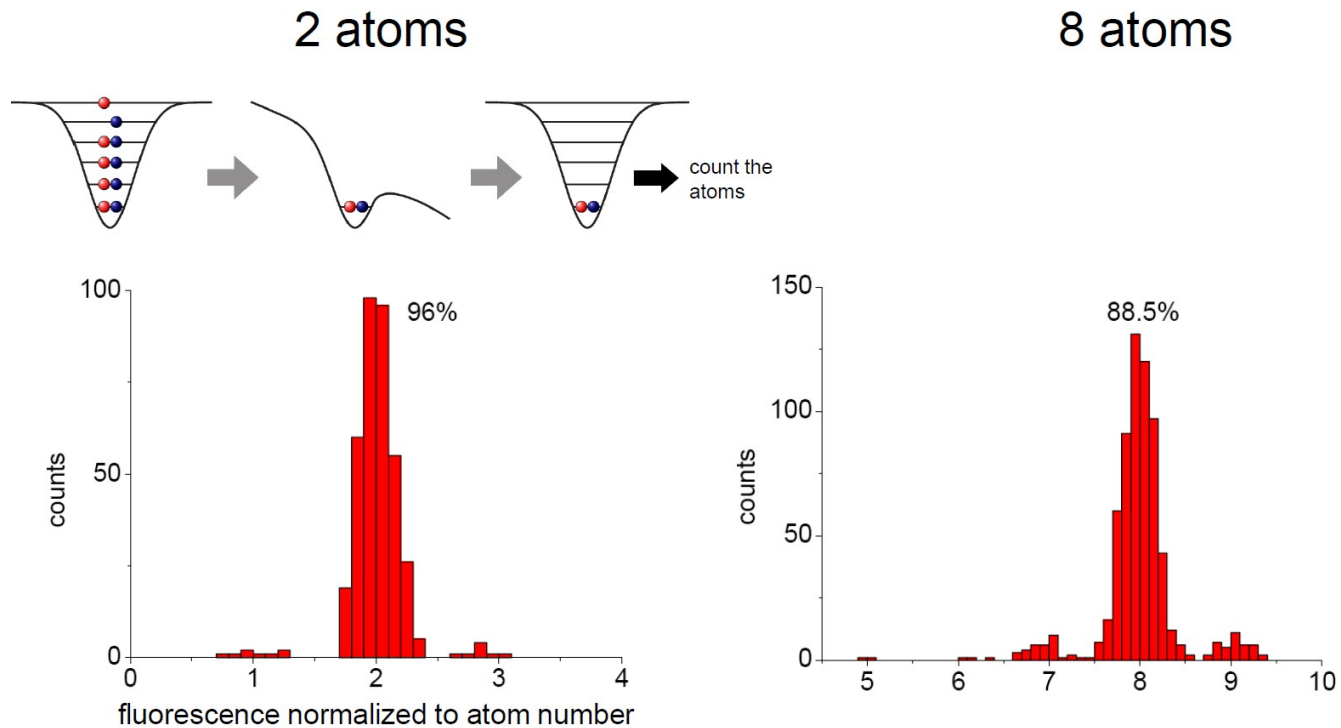 2 atoms
8 atoms
count the
atoms
100
96%
50
counts
0
0 1 2 3 4
fluorescence normalized to atom number
150
88.5%
100
counts
50
0
5 6 7 8 9 10